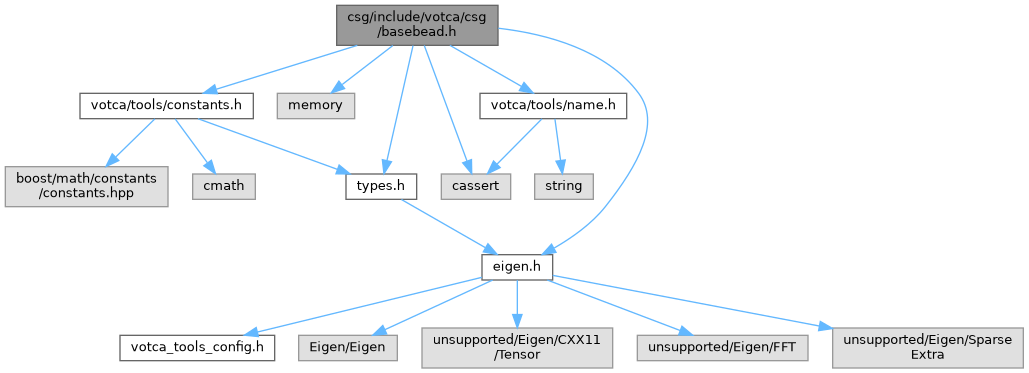 csg/include/votca/csg
/basebead.h
votca/tools/constants.h
memory
votca/tools/name.h
boost/math/constants
/constants.hpp
cmath
types.h
cassert
string
eigen.h
votca_tools_config.h
Eigen/Eigen
unsupported/Eigen/CXX11
/Tensor
unsupported/Eigen/FFT
unsupported/Eigen/Sparse
Extra